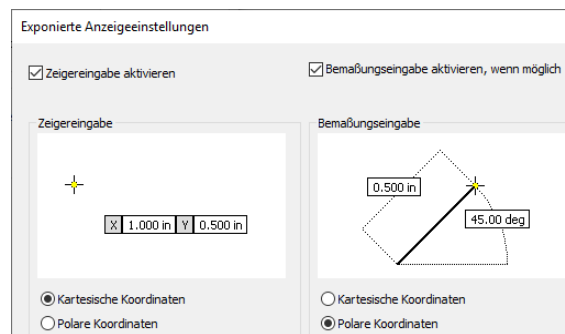 Exponierte Anzeigeeinstellungen
Zeigereingabe aktivieren
Bemaßungseingabe aktivieren, wenn möglich
Zeigereingabe
X 1.000 in Y 0.500 in
Kartesische Koordinaten
Polare Koordinaten
Bemaßungseingabe
0.500 in
45.00 deg
Kartesische Koordinaten
Polare Koordinaten